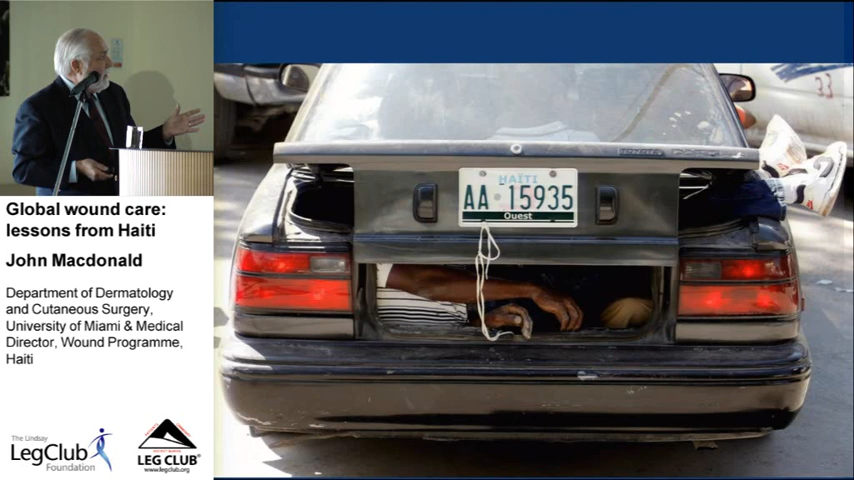 Global wound care:
lessons from Haiti
John Macdonald
Department of Dermatology
and Cutaneous Surgery,
University of Miami & Medical
Director, Wound Programme,
Haiti
The Lindsay
LegClub
Foundation
LEG CLUB®
www.legclub.org
HAITI
AA 15935
Ouest
33